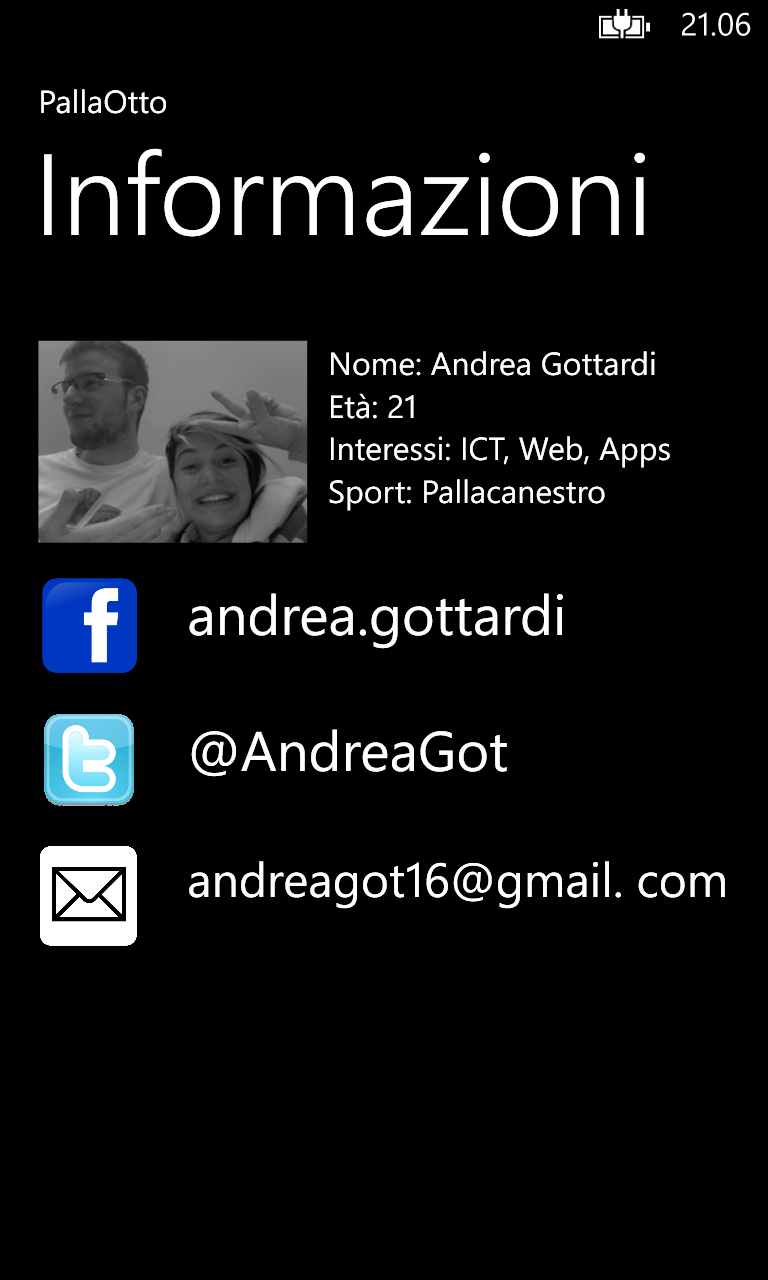 21.06
PallaOtto
Informazioni
Nome: Andrea Gottardi
Età: 21
Interessi: ICT, Web, Apps
Sport: Pallacanestro
f andrea.gottardi
t @AndreaGot
andreagot16@gmail. com